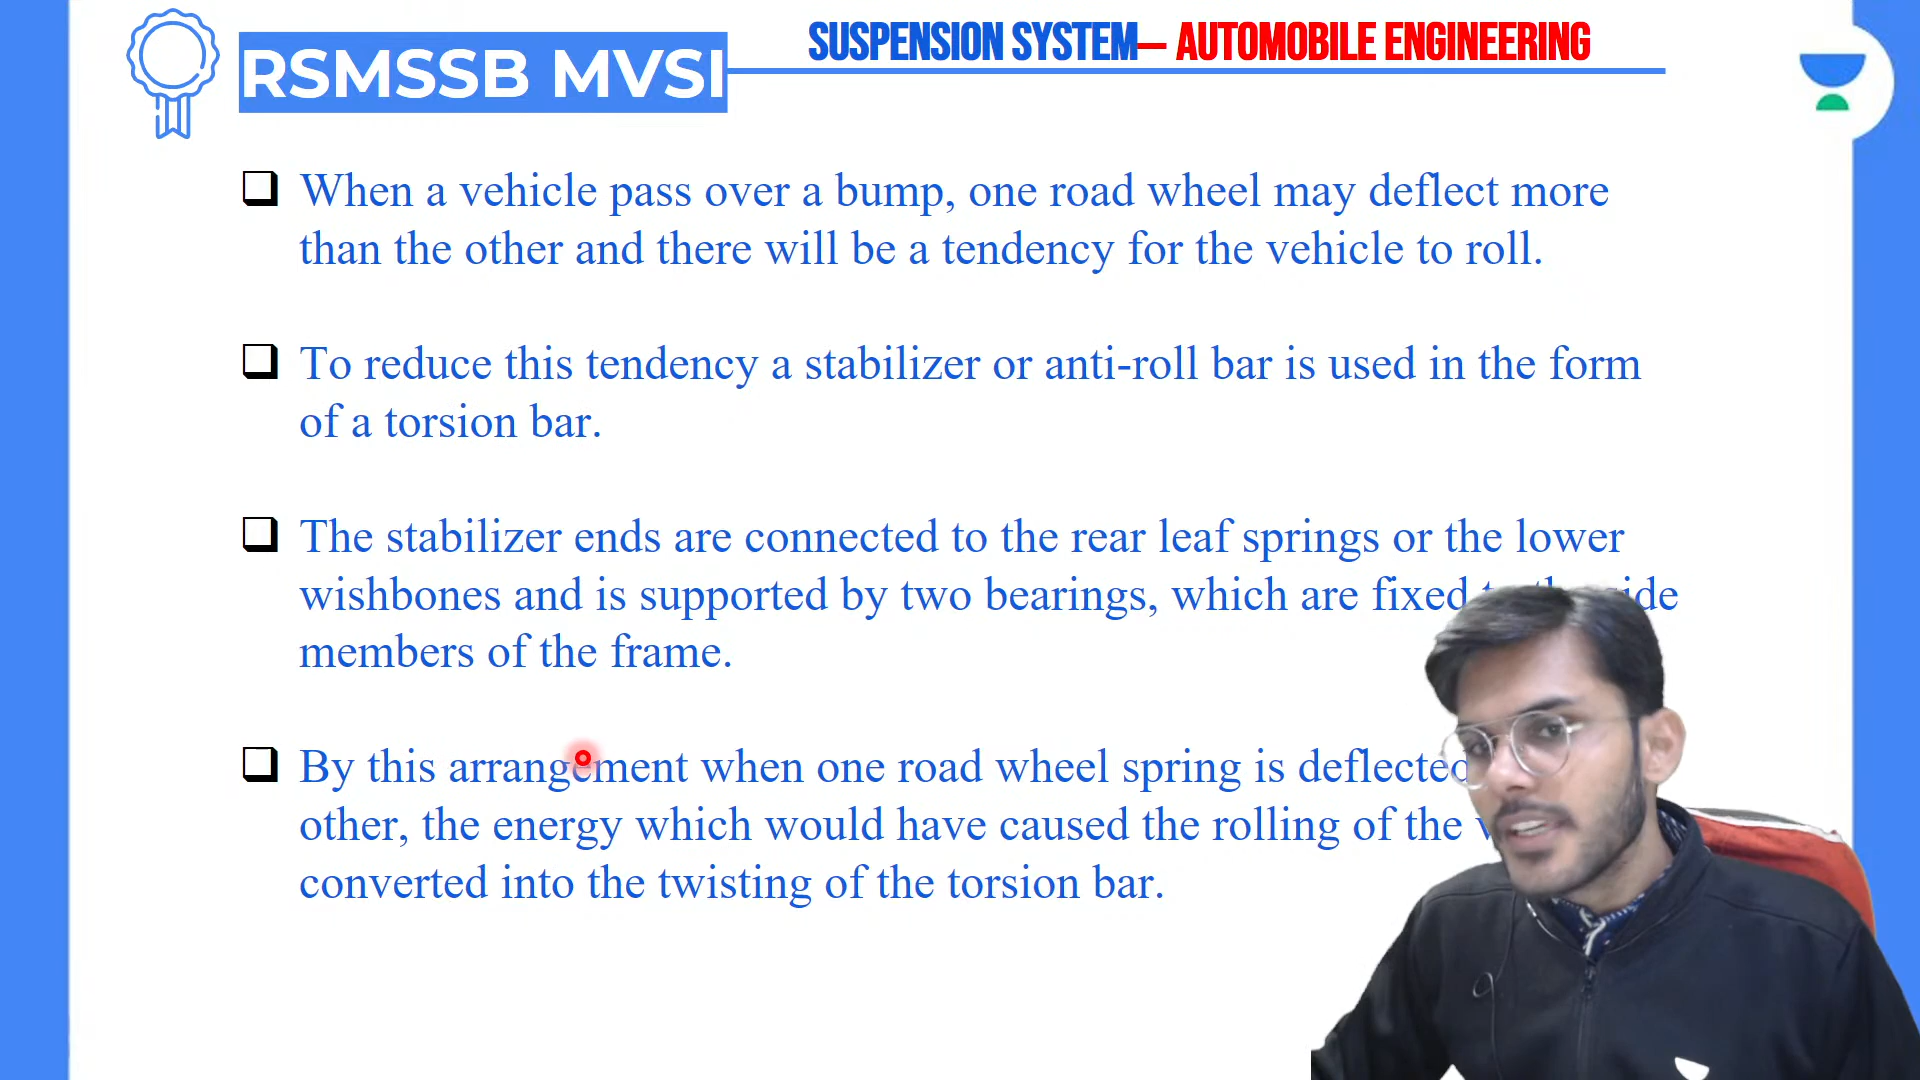 RSMSSB MVSI
SUSPENSION SYSTEM– AUTOMOBILE ENGINEERING
When a vehicle pass over a bump, one road wheel may deflect more
than the other and there will be a tendency for the vehicle to roll.
To reduce this tendency a stabilizer or anti-roll bar is used in the form
of a torsion bar.
The stabilizer ends are connected to the rear leaf springs or the lower
wishbones and is supported by two bearings, which are fixed
members of the frame.
By this arrangement when one road wheel spring is deflected
other, the energy which would have caused the rolling of the
converted into the twisting of the torsion bar.